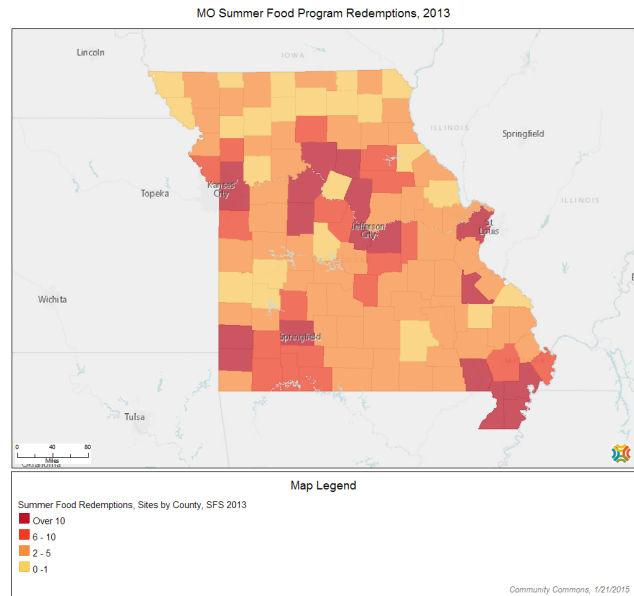 MO Summer Food Program Redemptions, 2013
Lincoln
IOWA
ILLINOIS
Springfield
Topeka
Kansas
City
ILLINOIS
St
Louis
Jefferson
City
Wichita
Springfield
Tulsa
0 40 80
Miles
Oklahoma
Map Legend
Summer Food Redemptions, Sites by County, SFS 2013
Over 10
6 - 10
2 - 5
0 -1
Community Commons, 1/21/2015